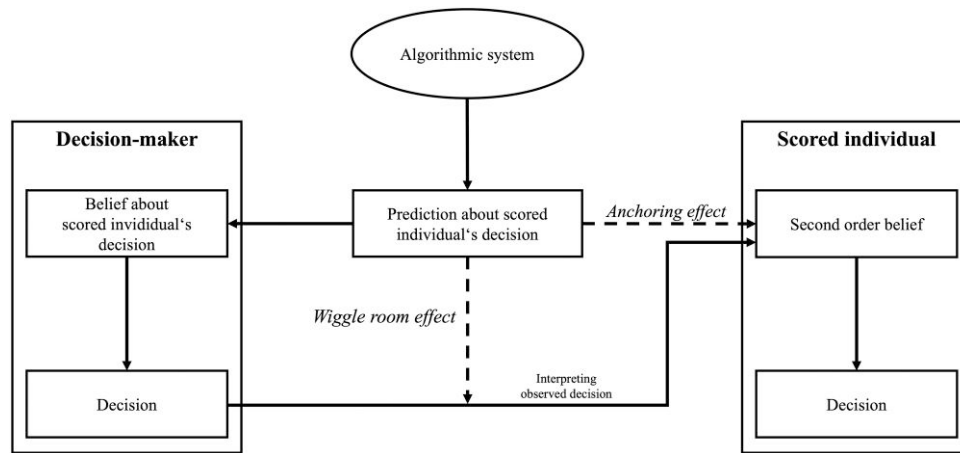 Algorithmic system
Decision-maker
Scored individual
Belief about
scored invididual‘s
decision
Prediction about scored
individual‘s decision
Anchoring effect
Second order belief
Wiggle room effect
Interpreting
observed decision
Decision
Decision